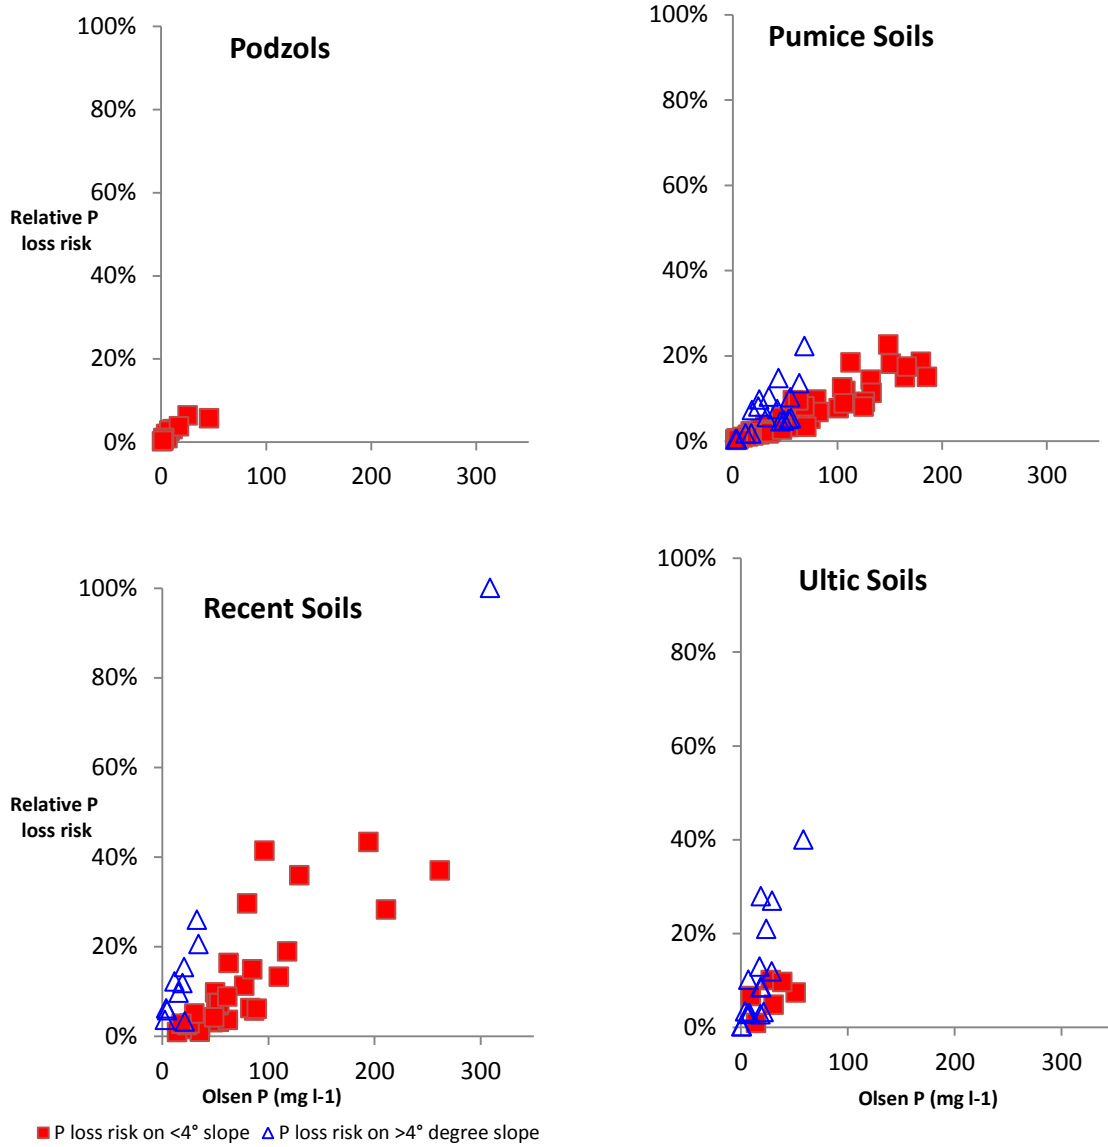 Podzols
100%
80%
60%
Relative P
loss risk
40%
20%
0%
0 100 200 300
Pumice Soils
100%
80%
60%
40%
20%
0%
0 100 200 300
Recent Soils
100%
80%
60%
Relative P
loss risk
40%
20%
0%
0 100 200 300
Olsen P (mg l-1)
Ultic Soils
100%
80%
60%
40%
20%
0%
0 100 200 300
Olsen P (mg l-1)
P loss risk on <4° slope P loss risk on >4° degree slope